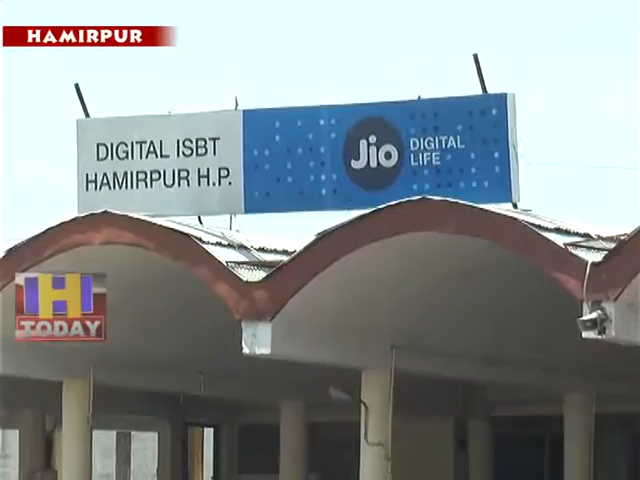 HAMIRPUR
DIGITAL ISBT
HAMIRPUR H.P.
Jio
DIGITAL
LIFE
H
TODAY